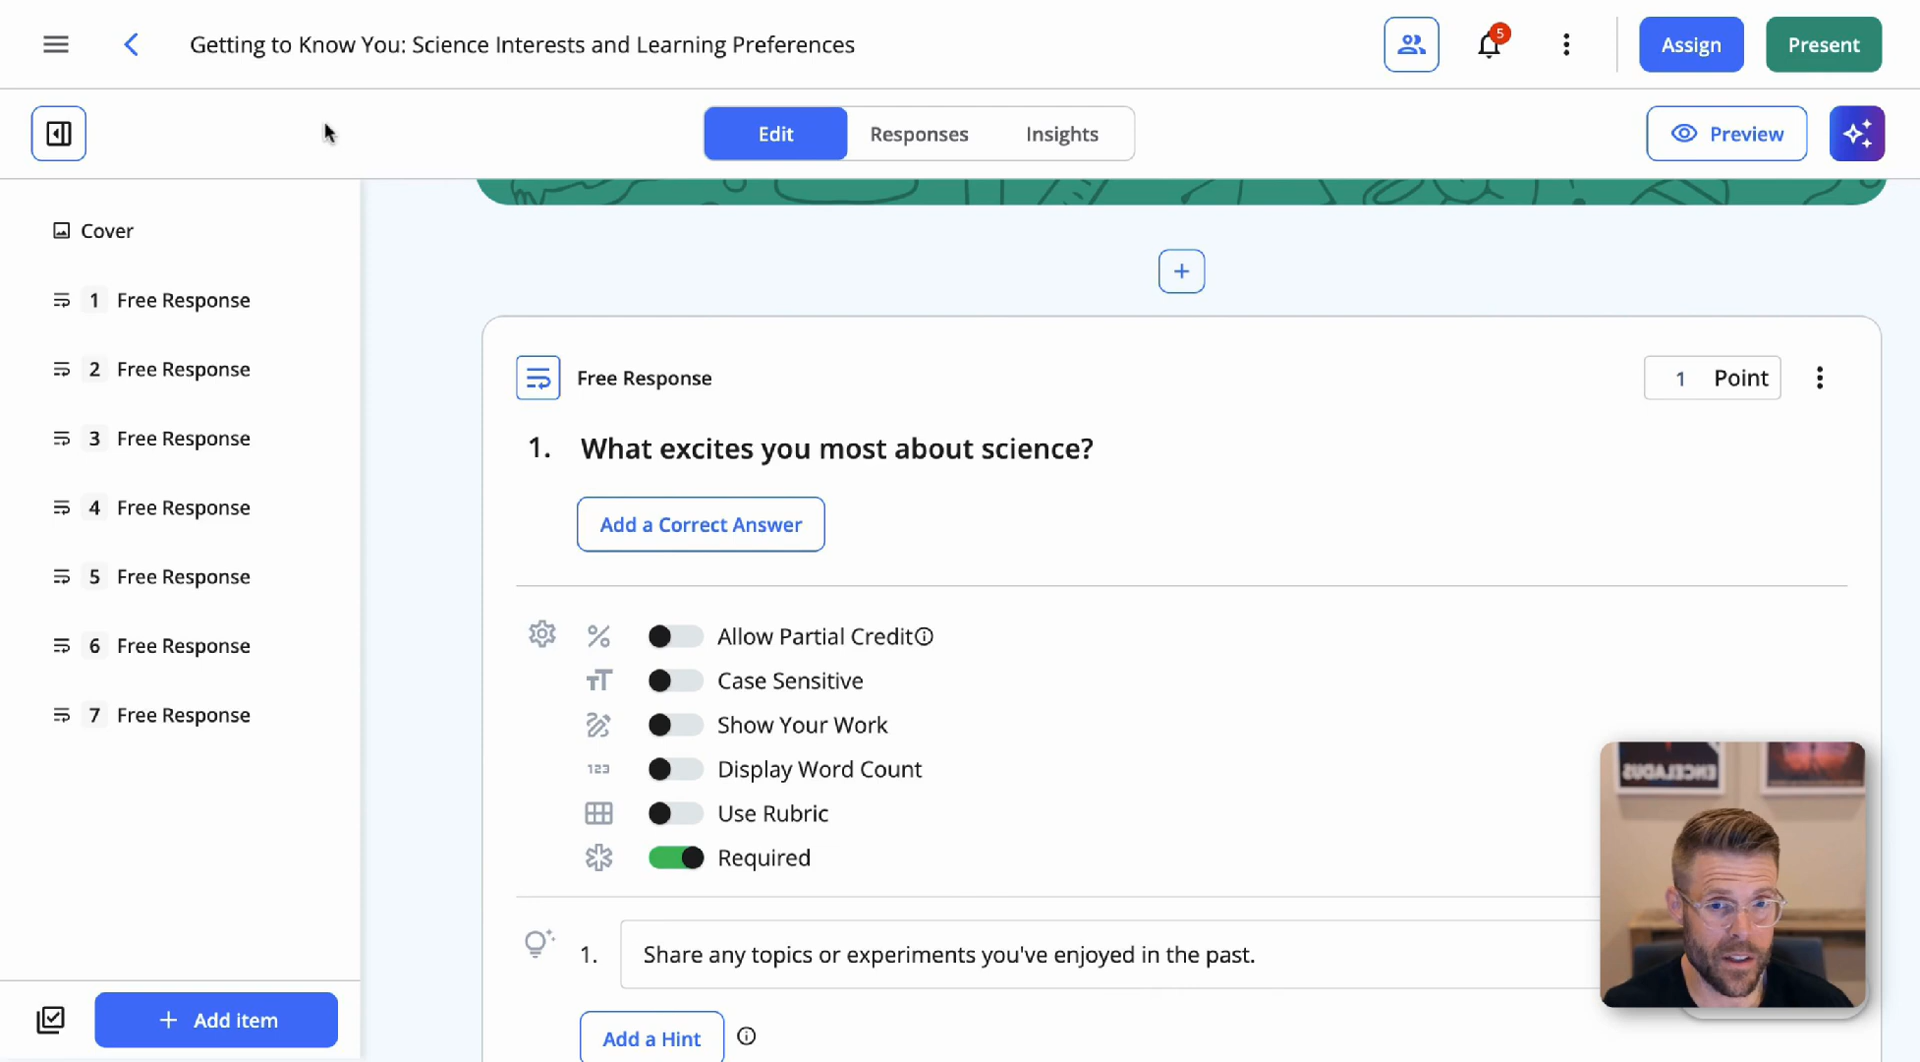 Getting to Know You: Science Interests and Learning Preferences
5
Assign
Present
Edit
Responses
Insights
Preview
Cover
1 Free Response
2 Free Response
3 Free Response
4 Free Response
5 Free Response
6 Free Response
7 Free Response
Add item
Free Response
1 Point
1. What excites you most about science?
Add a Correct Answer
Allow Partial Credit
Case Sensitive
Show Your Work
123 Display Word Count
Use Rubric
Required
1. Share any topics or experiments you've enjoyed in the past.
Add a Hint
ENCELADUS